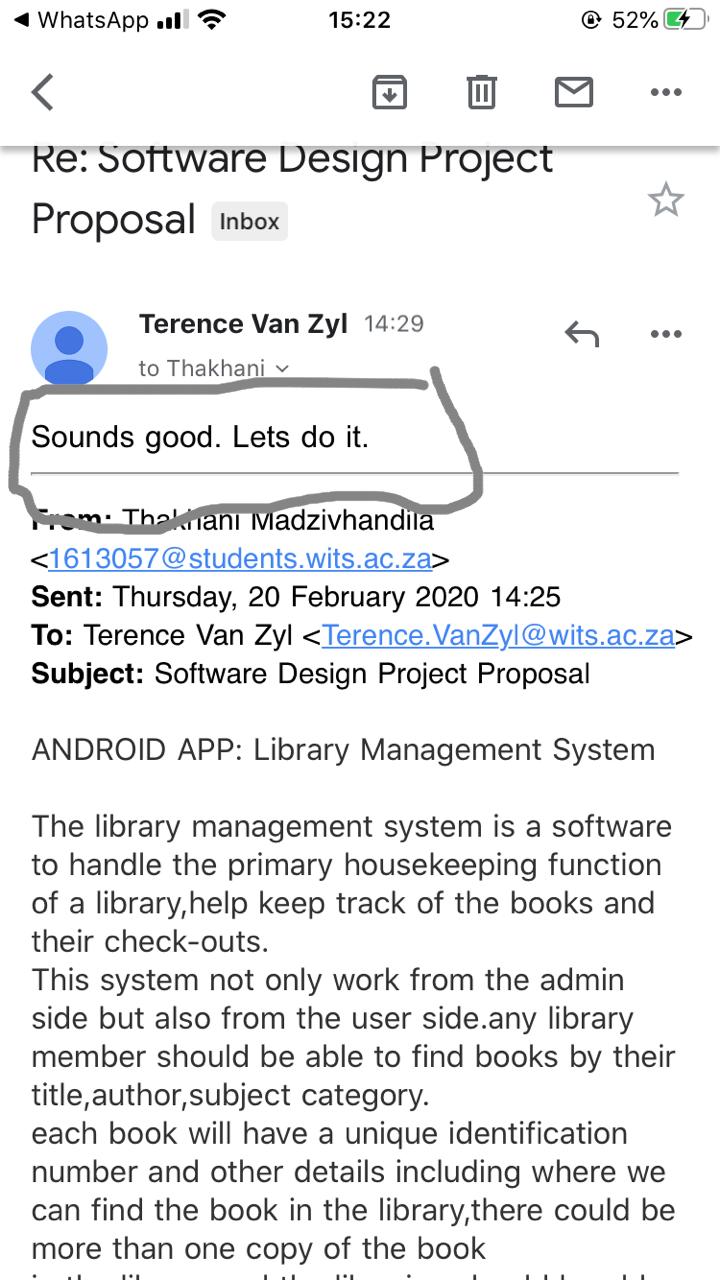 WhatsApp 15:22 52%
Re: Software Design Project
Proposal Inbox
Terence Van Zyl 14:29
to Thakhani
Sounds good. Lets do it.
From: Thakhani Madzivhandila
<1613057@students.wits.ac.za>
Sent: Thursday, 20 February 2020 14:25
To: Terence Van Zyl <Terence.VanZyl@wits.ac.za>
Subject: Software Design Project Proposal
ANDROID APP: Library Management System
The library management system is a software
to handle the primary housekeeping function
of a library,help keep track of the books and
their check-outs.
This system not only work from the admin
side but also from the user side.any library
member should be able to find books by their
title,author,subject category.
each book will have a unique identification
number and other details including where we
can find the book in the library,there could be
more than one copy of the book